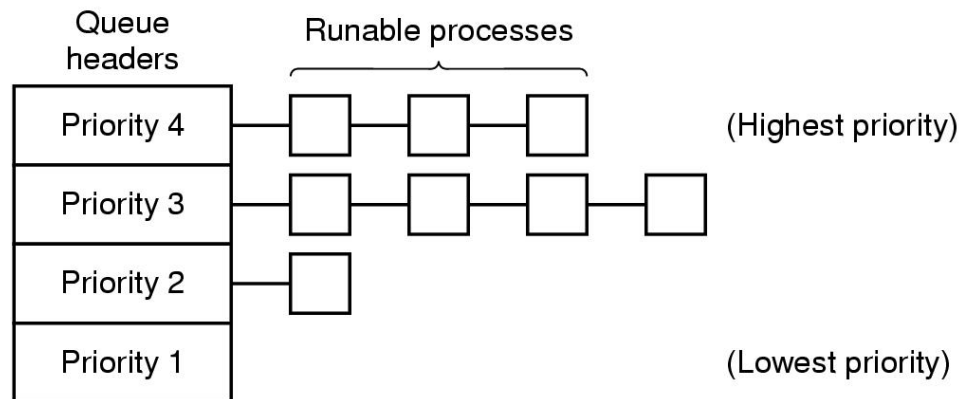 Queue
headers
Runable processes
Priority 4
(Highest priority)
Priority 3
Priority 2
Priority 1
(Lowest priority)